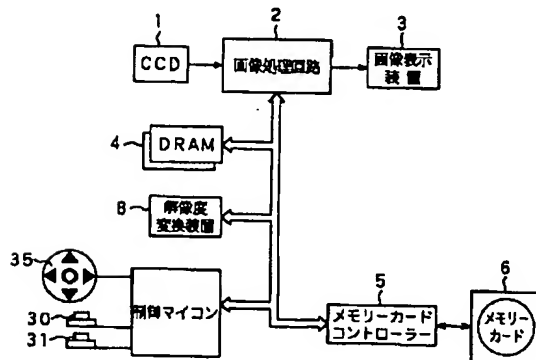 1
2
3
CCD
画像処理回路
画像表示
装置
4
DRAM
8
解像度
変換装置
35
30
31
制御マイコン
5
メモリーカード
コントローラー
6
メモリー
カード